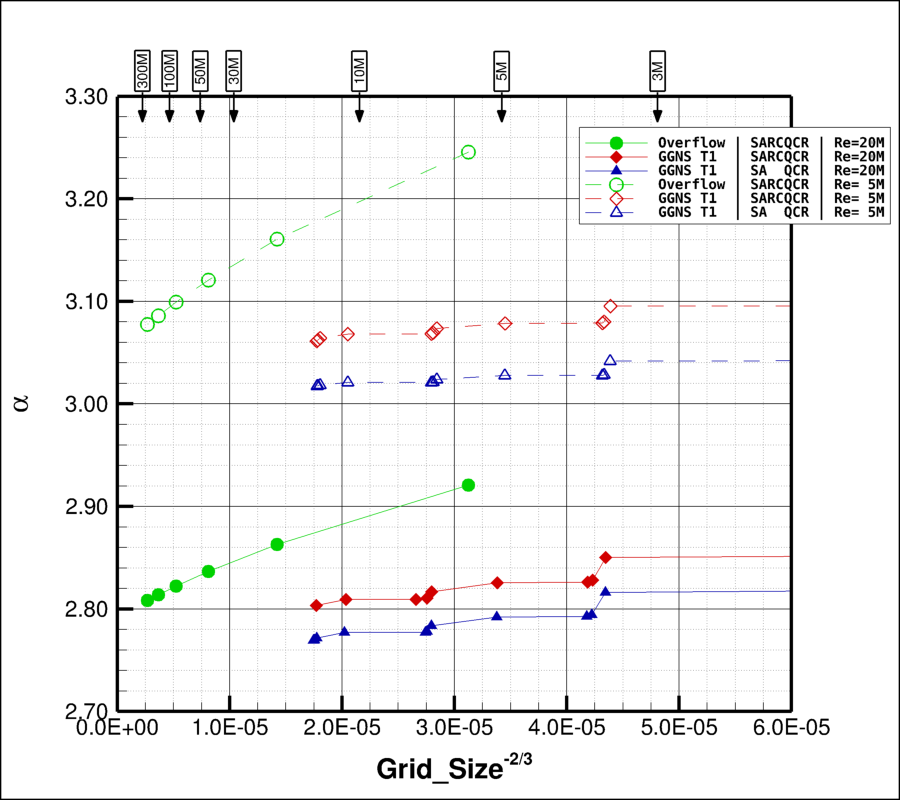 300M 100M 50M 30M 10M 5M 3M
3.30
3.20
3.10
3.00
2.90
2.80
2.70
α
Overflow | SARCQCR | Re=20M
GGNS T1 | SARCQCR | Re=20M
GGNS T1 | SA QCR | Re=20M
Overflow | SARCQCR | Re= 5M
GGNS T1 | SARCQCR | Re= 5M
GGNS T1 | SA QCR | Re= 5M
0.0E+00 1.0E-05 2.0E-05 3.0E-05 4.0E-05 5.0E-05 6.0E-05
Grid_Size-2/3